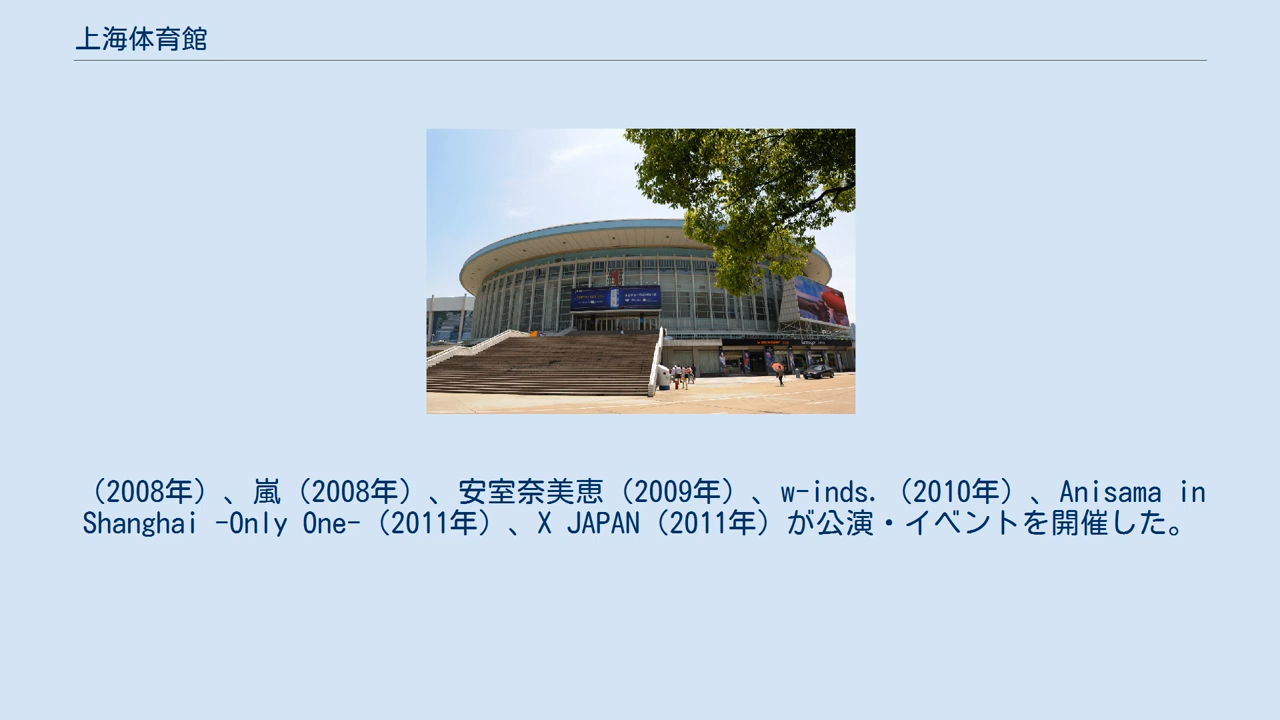 上海体育館
（2008年）、嵐（2008年）、安室奈美恵（2009年）、w-inds.（2010年）、Anisama in
Shanghai -Only One-（2011年）、X JAPAN（2011年）が公演・イベントを開催した。